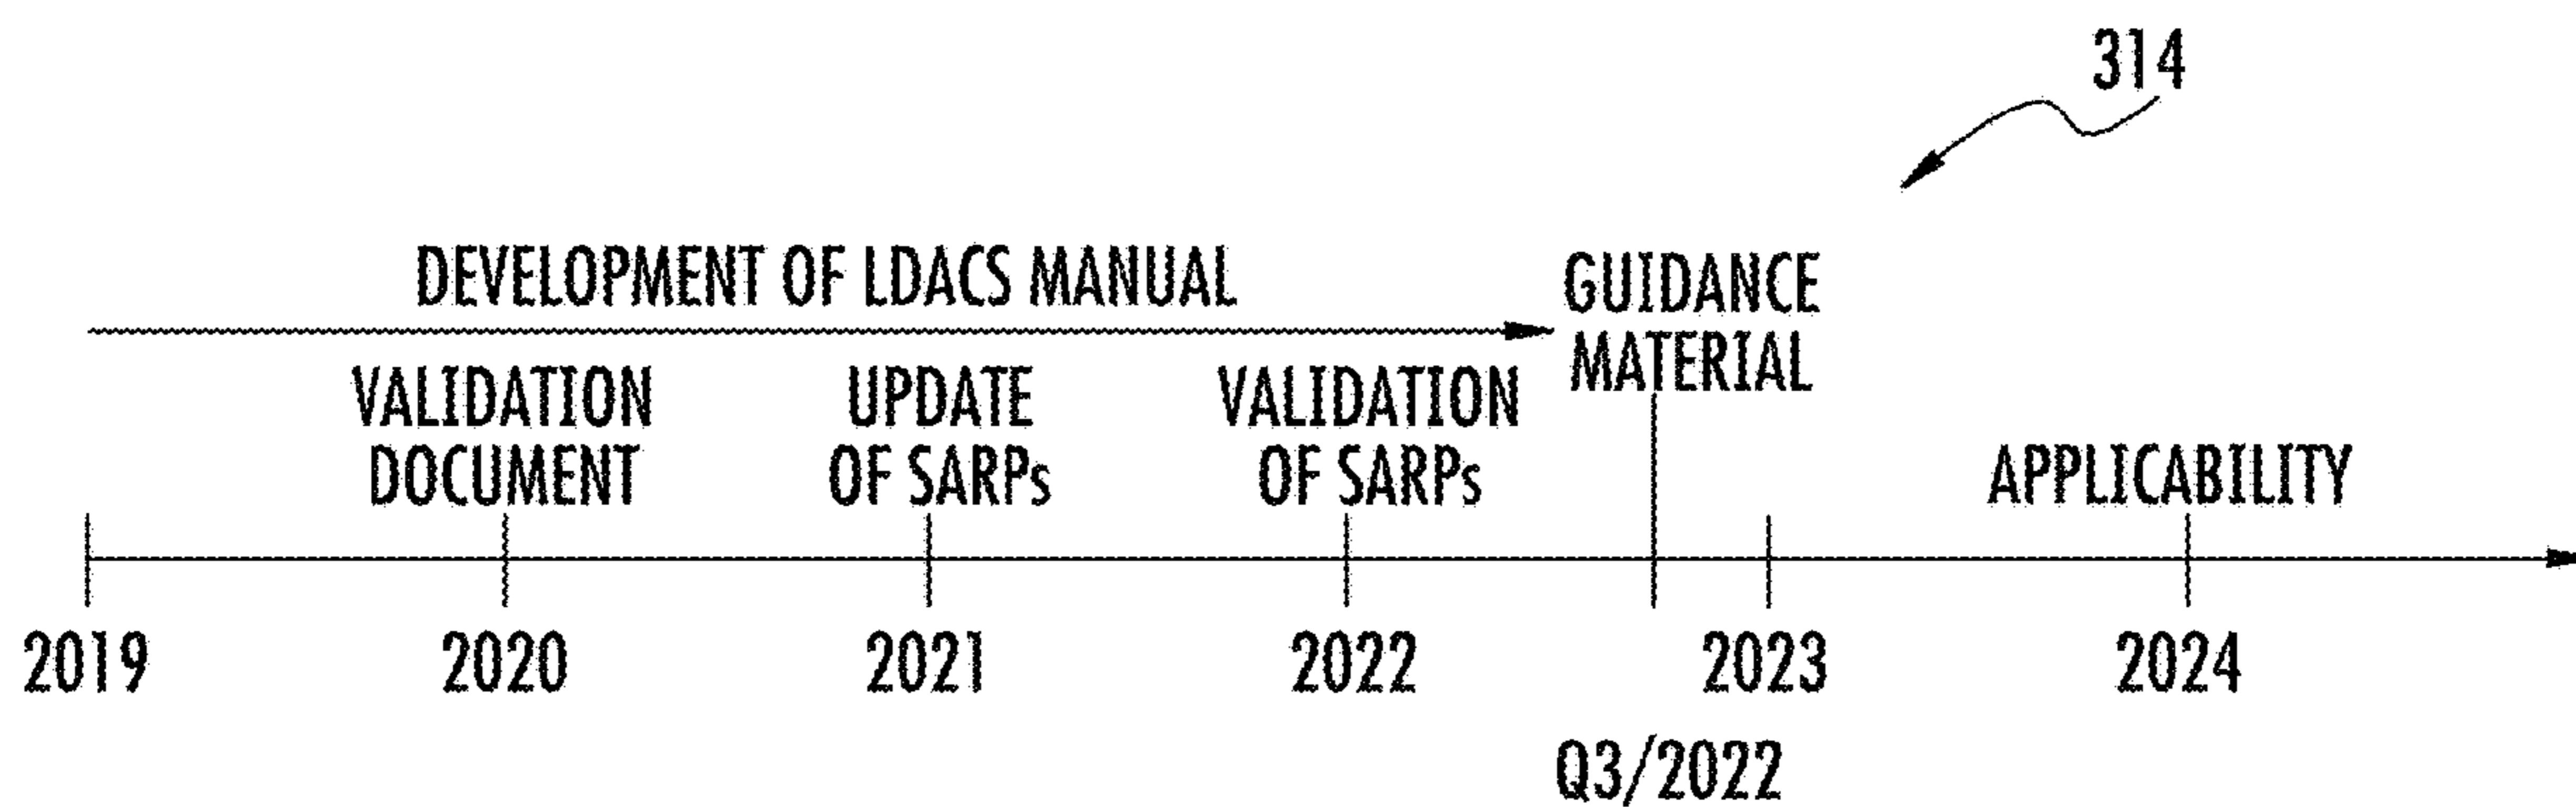 314
DEVELOPMENT OF LDACS MANUAL
GUIDANCE
MATERIAL
VALIDATION
DOCUMENT
UPDATE
OF SARPs
VALIDATION
OF SARPs
APPLICABILITY
2019
2020
2021
2022
2023
2024
Q3/2022